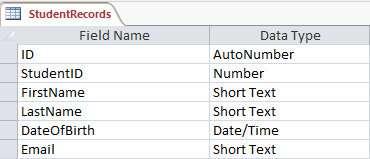 StudentRecords
Field Name Data Type
ID AutoNumber
StudentID Number
FirstName Short Text
LastName Short Text
DateOfBirth Date/Time
Email Short Text